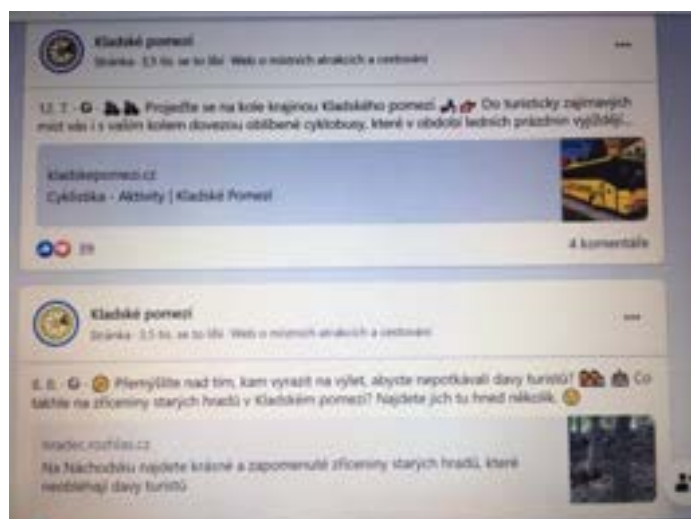 Kladské pomezí
Stránka · 3,5 tis. se to líbí · Web o místních atrakcích a cestování
12. 7. · Projeďte se na kole krajinou Kladského pomezí Do turisticky zajímavých
míst vás i s vaším kolem dovezou oblíbené cyklobusy, které v období letních prázdnin vyjíždějí...
kladskepomezi.cz
Cyklistika - Aktivity | Kladské Pomezí
39
4 komentáře
Kladské pomezí
Stránka · 3,5 tis. se to líbí · Web o místních atrakcích a cestování
8. 8. · Přemýšlíte nad tím, kam vyrazit na výlet, abyste nepotkávali davy turistů? Co
takhle na zříceniny starých hradů v Kladském pomezí? Najdete jich tu hned několik.
hradec.rozhlas.cz
Na Náchodsku najdete krásné a zapomenuté zříceniny starých hradů, které
neobléhají davy turistů